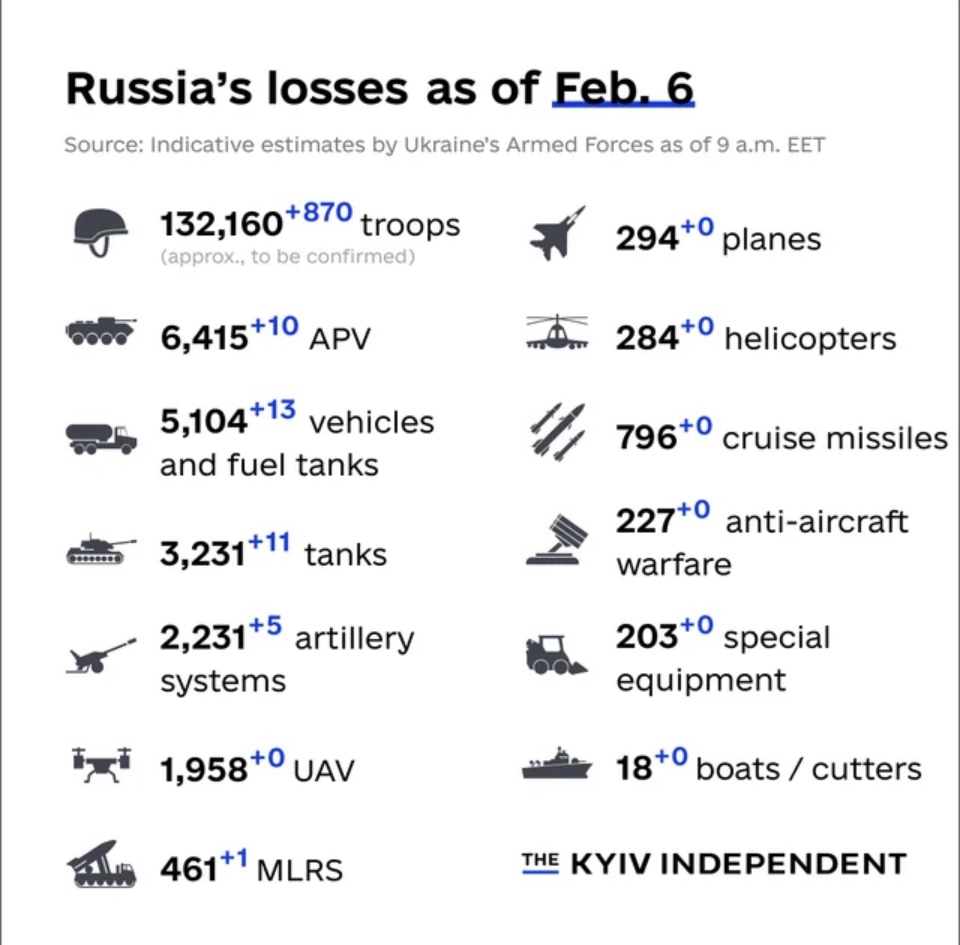 Russia’s losses as of Feb. 6
Source: Indicative estimates by Ukraine’s Armed Forces as of 9 a.m. EET
132,160+870 troops
(approx., to be confirmed)
6,415+10 APV
5,104+13 vehicles
and fuel tanks
3,231+11 tanks
2,231+5 artillery
systems
1,958+0 UAV
461+1 MLRS
294+0 planes
284+0 helicopters
796+0 cruise missiles
227+0 anti-aircraft
warfare
203+0 special
equipment
18+0 boats / cutters
THE KYIV INDEPENDENT